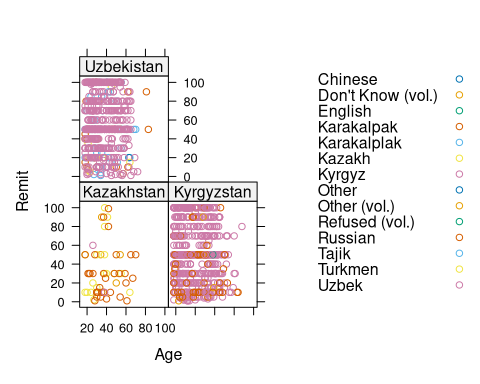 Uzbekistan
100
80
60
40
20
0
Kazakhstan
Kyrgyzstan
100
80
60
40
20
0
20 40 60 80 100
Remit
Age
Chinese
Don't Know (vol.)
English
Karakalpak
Karakalplak
Kazakh
Kyrgyz
Other
Other (vol.)
Refused (vol.)
Russian
Tajik
Turkmen
Uzbek